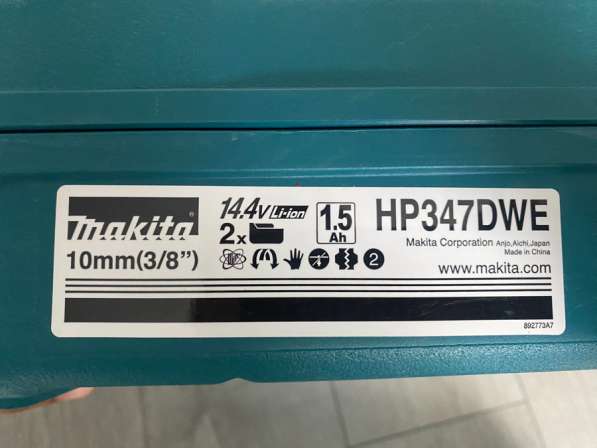 makita®
10mm(3/8")
14.4V Li-ion
2x
1.5
Ah
HP347DWE
Makita Corporation Anjo,Aichi,Japan
Made in China
www.makita.com
2
892773A7